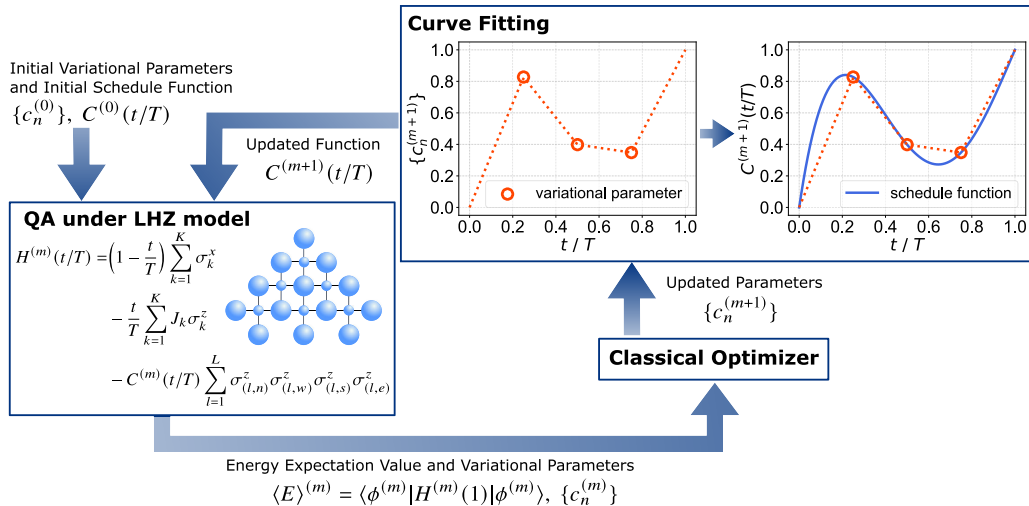 Initial Variational Parameters
and Initial Schedule Function
{c_n^{(0)}}, C^{(0)}(t/T)
Updated Function
C^{(m+1)}(t/T)
QA under LHZ model
H^{(m)}(t/T) = (1 − t/T) ∑_{k=1}^{K} σ_k^x
− t/T ∑_{k=1}^{K} J_k σ_k^z
− C^{(m)}(t/T) ∑_{l=1}^{L} σ_{(l,n)}^z σ_{(l,w)}^z σ_{(l,s)}^z σ_{(l,e)}^z
Curve Fitting
{c_n^{(m+1)}}
1.0
0.8
0.6
0.4
0.2
0.0
variational parameter
0.0 0.2 0.4 0.6 0.8 1.0
t / T
C^{(m+1)}(t/T)
1.0
0.8
0.6
0.4
0.2
0.0
schedule function
0.0 0.2 0.4 0.6 0.8 1.0
t / T
Updated Parameters
{c_n^{(m+1)}}
Classical Optimizer
Energy Expectation Value and Variational Parameters
⟨E⟩^{(m)} = ⟨ϕ^{(m)}|H^{(m)}(1)|ϕ^{(m)}⟩, {c_n^{(m)}}